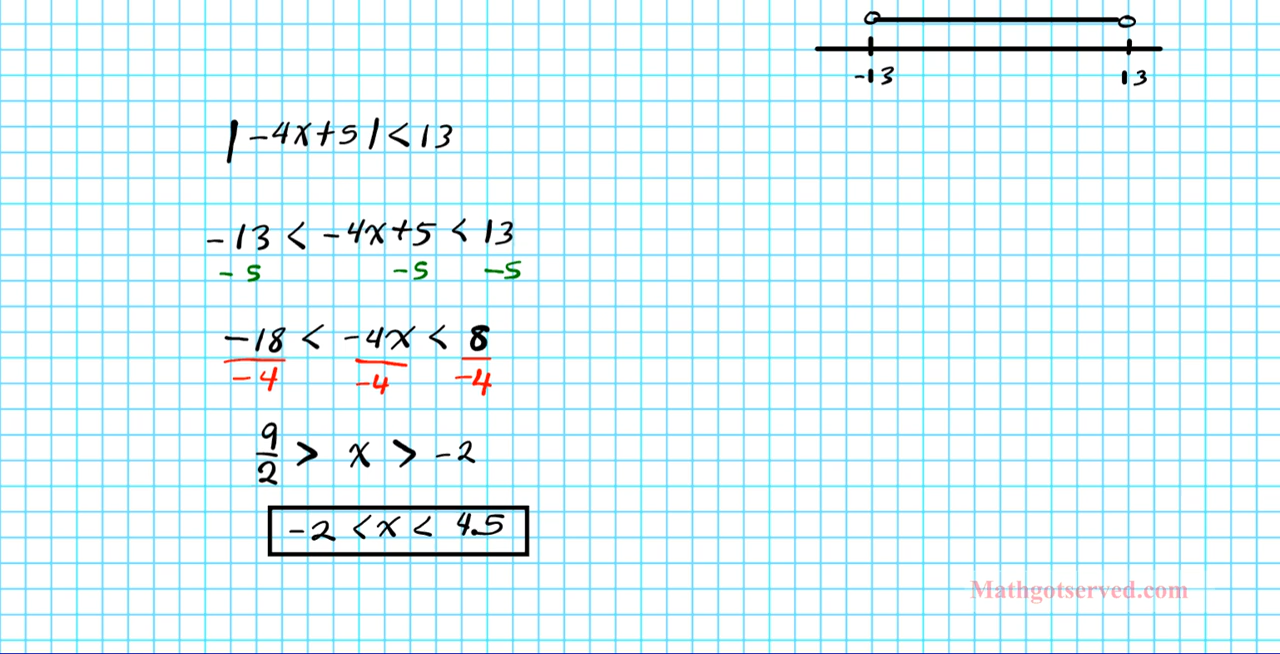 -13 13
|-4x+5|<13
-13 < -4x+5 < 13
-5 -5 -5
-18 < -4x < 8
-4 -4 -4
9/2 > x > -2
-2 < x < 4.5
Mathgotserved.com